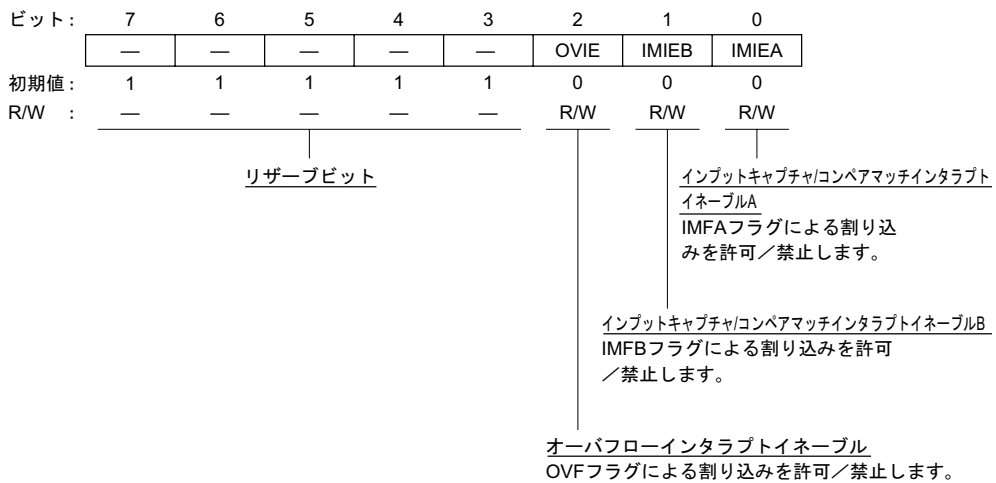 ビット: 7 6 5 4 3 2 1 0
— — — — — OVIE IMIEB IMIEA
初期値: 1 1 1 1 1 0 0 0
R/W : — — — — — R/W R/W R/W
リザーブビット
インプットキャプチャ/コンペアマッチインタラプト
イネーブルA
IMFAフラグによる割り込
みを許可／禁止します。
インプットキャプチャ/コンペアマッチインタラプトイネーブルB
IMFBフラグによる割り込みを許可
／禁止します。
オーバフローインタラプトイネーブル
OVFフラグによる割り込みを許可／禁止します。